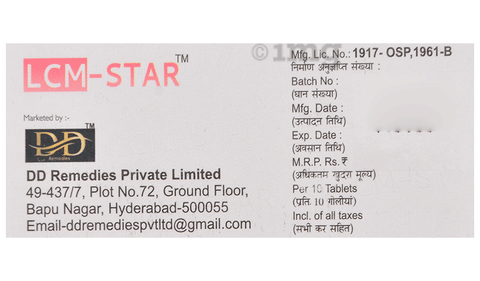 LCM-STAR™
Marketed by :-
DD™
Remedies
DD Remedies Private Limited
49-437/7, Plot No.72, Ground Floor,
Bapu Nagar, Hyderabad-500055
Email-ddremediespvtltd@gmail.com
1mg
Mfg. Lic. No.: 1917- OSP,1961-B
निर्माण अनुज्ञप्ति संख्या :
Batch No :
(घान संख्या)
Mfg. Date :
(उत्पादन तिथि)
Exp. Date :
(अवसान तिथि)
M.R.P. Rs. ₹
(अधिकतम खुदरा मूल्य)
Per 10 Tablets
(प्रति 10 गोलीयां)
Incl. of all taxes
(सभी कर सहित)